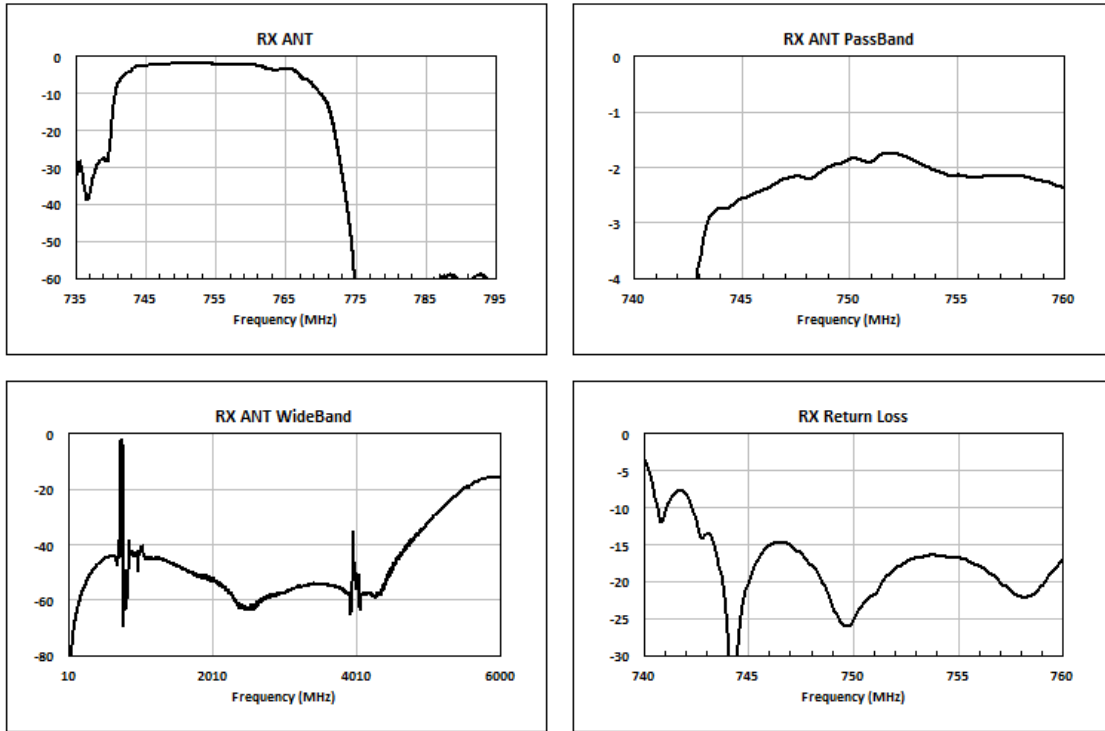 RX ANT
0
-10
-20
-30
-40
-50
-60
735 745 755 765 775 785 795
Frequency (MHz)
RX ANT PassBand
0
-1
-2
-3
-4
740 745 750 755 760
Frequency (MHz)
RX ANT WideBand
0
-20
-40
-60
-80
10 2010 4010 6000
Frequency (MHz)
RX Return Loss
0
-5
-10
-15
-20
-25
-30
740 745 750 755 760
Frequency (MHz)